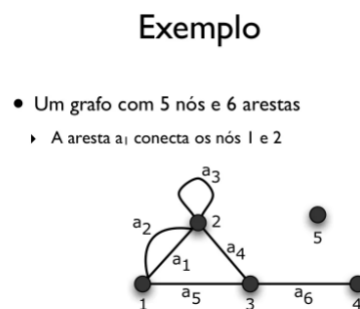 Exemplo
• Um grafo com 5 nós e 6 arestas
▸ A aresta a₁ conecta os nós 1 e 2
a₃
a₂
2
5
a₁
a₄
1
a₅
3
a₆
4